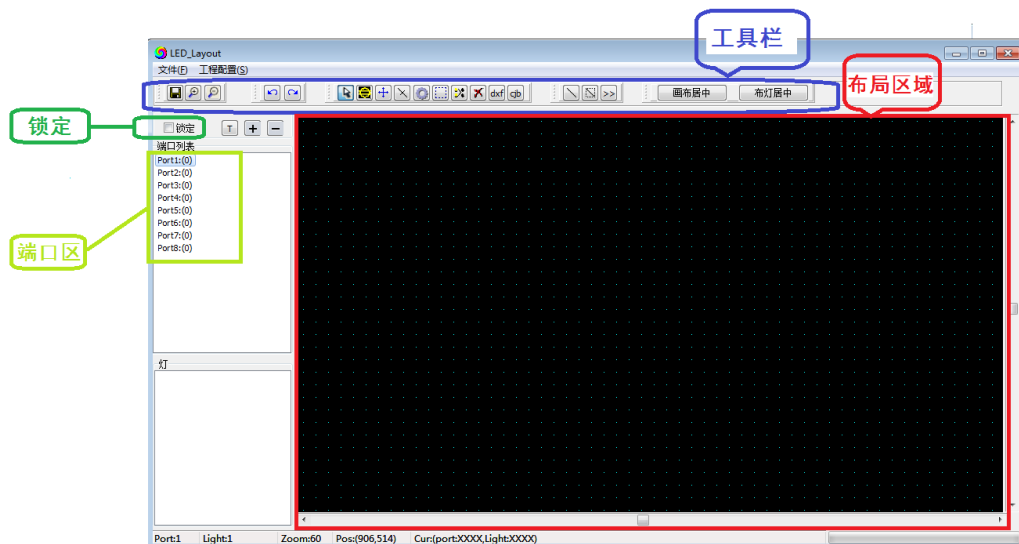 工具栏
LED_Layout
文件(F) 工程配置(S)
布局区域
dxf cjb >> 画布居中 布灯居中
锁定
锁定 T + −
端口列表
Port1:(0)
Port2:(0)
Port3:(0)
Port4:(0)
Port5:(0)
Port6:(0)
Port7:(0)
Port8:(0)
端口区
灯
Port:1 Light:1 Zoom:60 Pos:(906,514) Cur:(port:XXXX,Light:XXXX)